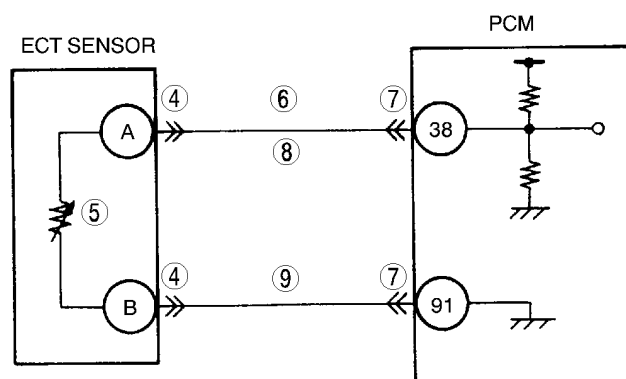 PCM
ECT SENSOR
④ ⑥ ⑦
A 38
⑧
⑤
④ ⑨ ⑦
B 91